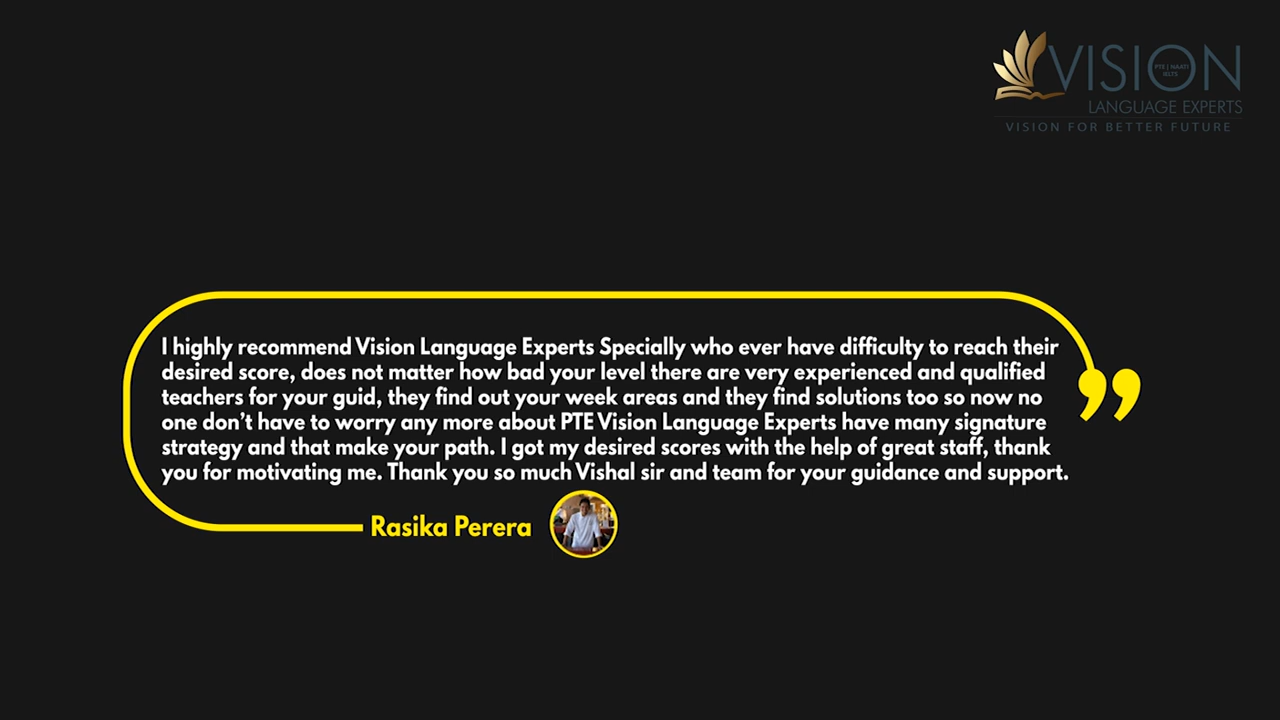 VISION
PTE | NAATI
IELTS
LANGUAGE EXPERTS
VISION FOR BETTER FUTURE
I highly recommend Vision Language Experts Specially who ever have difficulty to reach their
desired score, does not matter how bad your level there are very experienced and qualified
teachers for your guid, they find out your week areas and they find solutions too so now no
one don't have to worry any more about PTE Vision Language Experts have many signature
strategy and that make your path. I got my desired scores with the help of great staff, thank
you for motivating me. Thank you so much Vishal sir and team for your guidance and support.
”
Rasika Perera